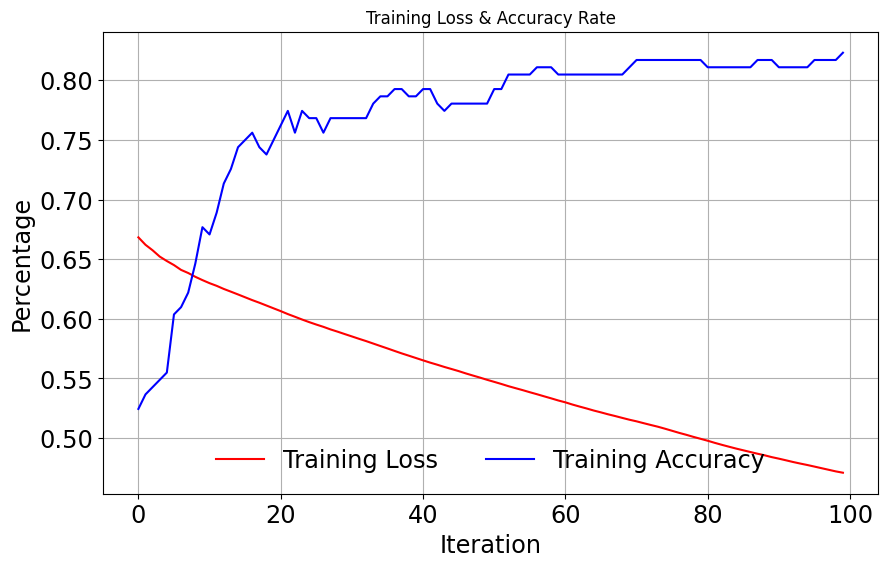 Training Loss & Accuracy Rate
0.80
0.75
0.70
0.65
0.60
0.55
0.50
Percentage
Training Loss
Training Accuracy
0 20 40 60 80 100
Iteration